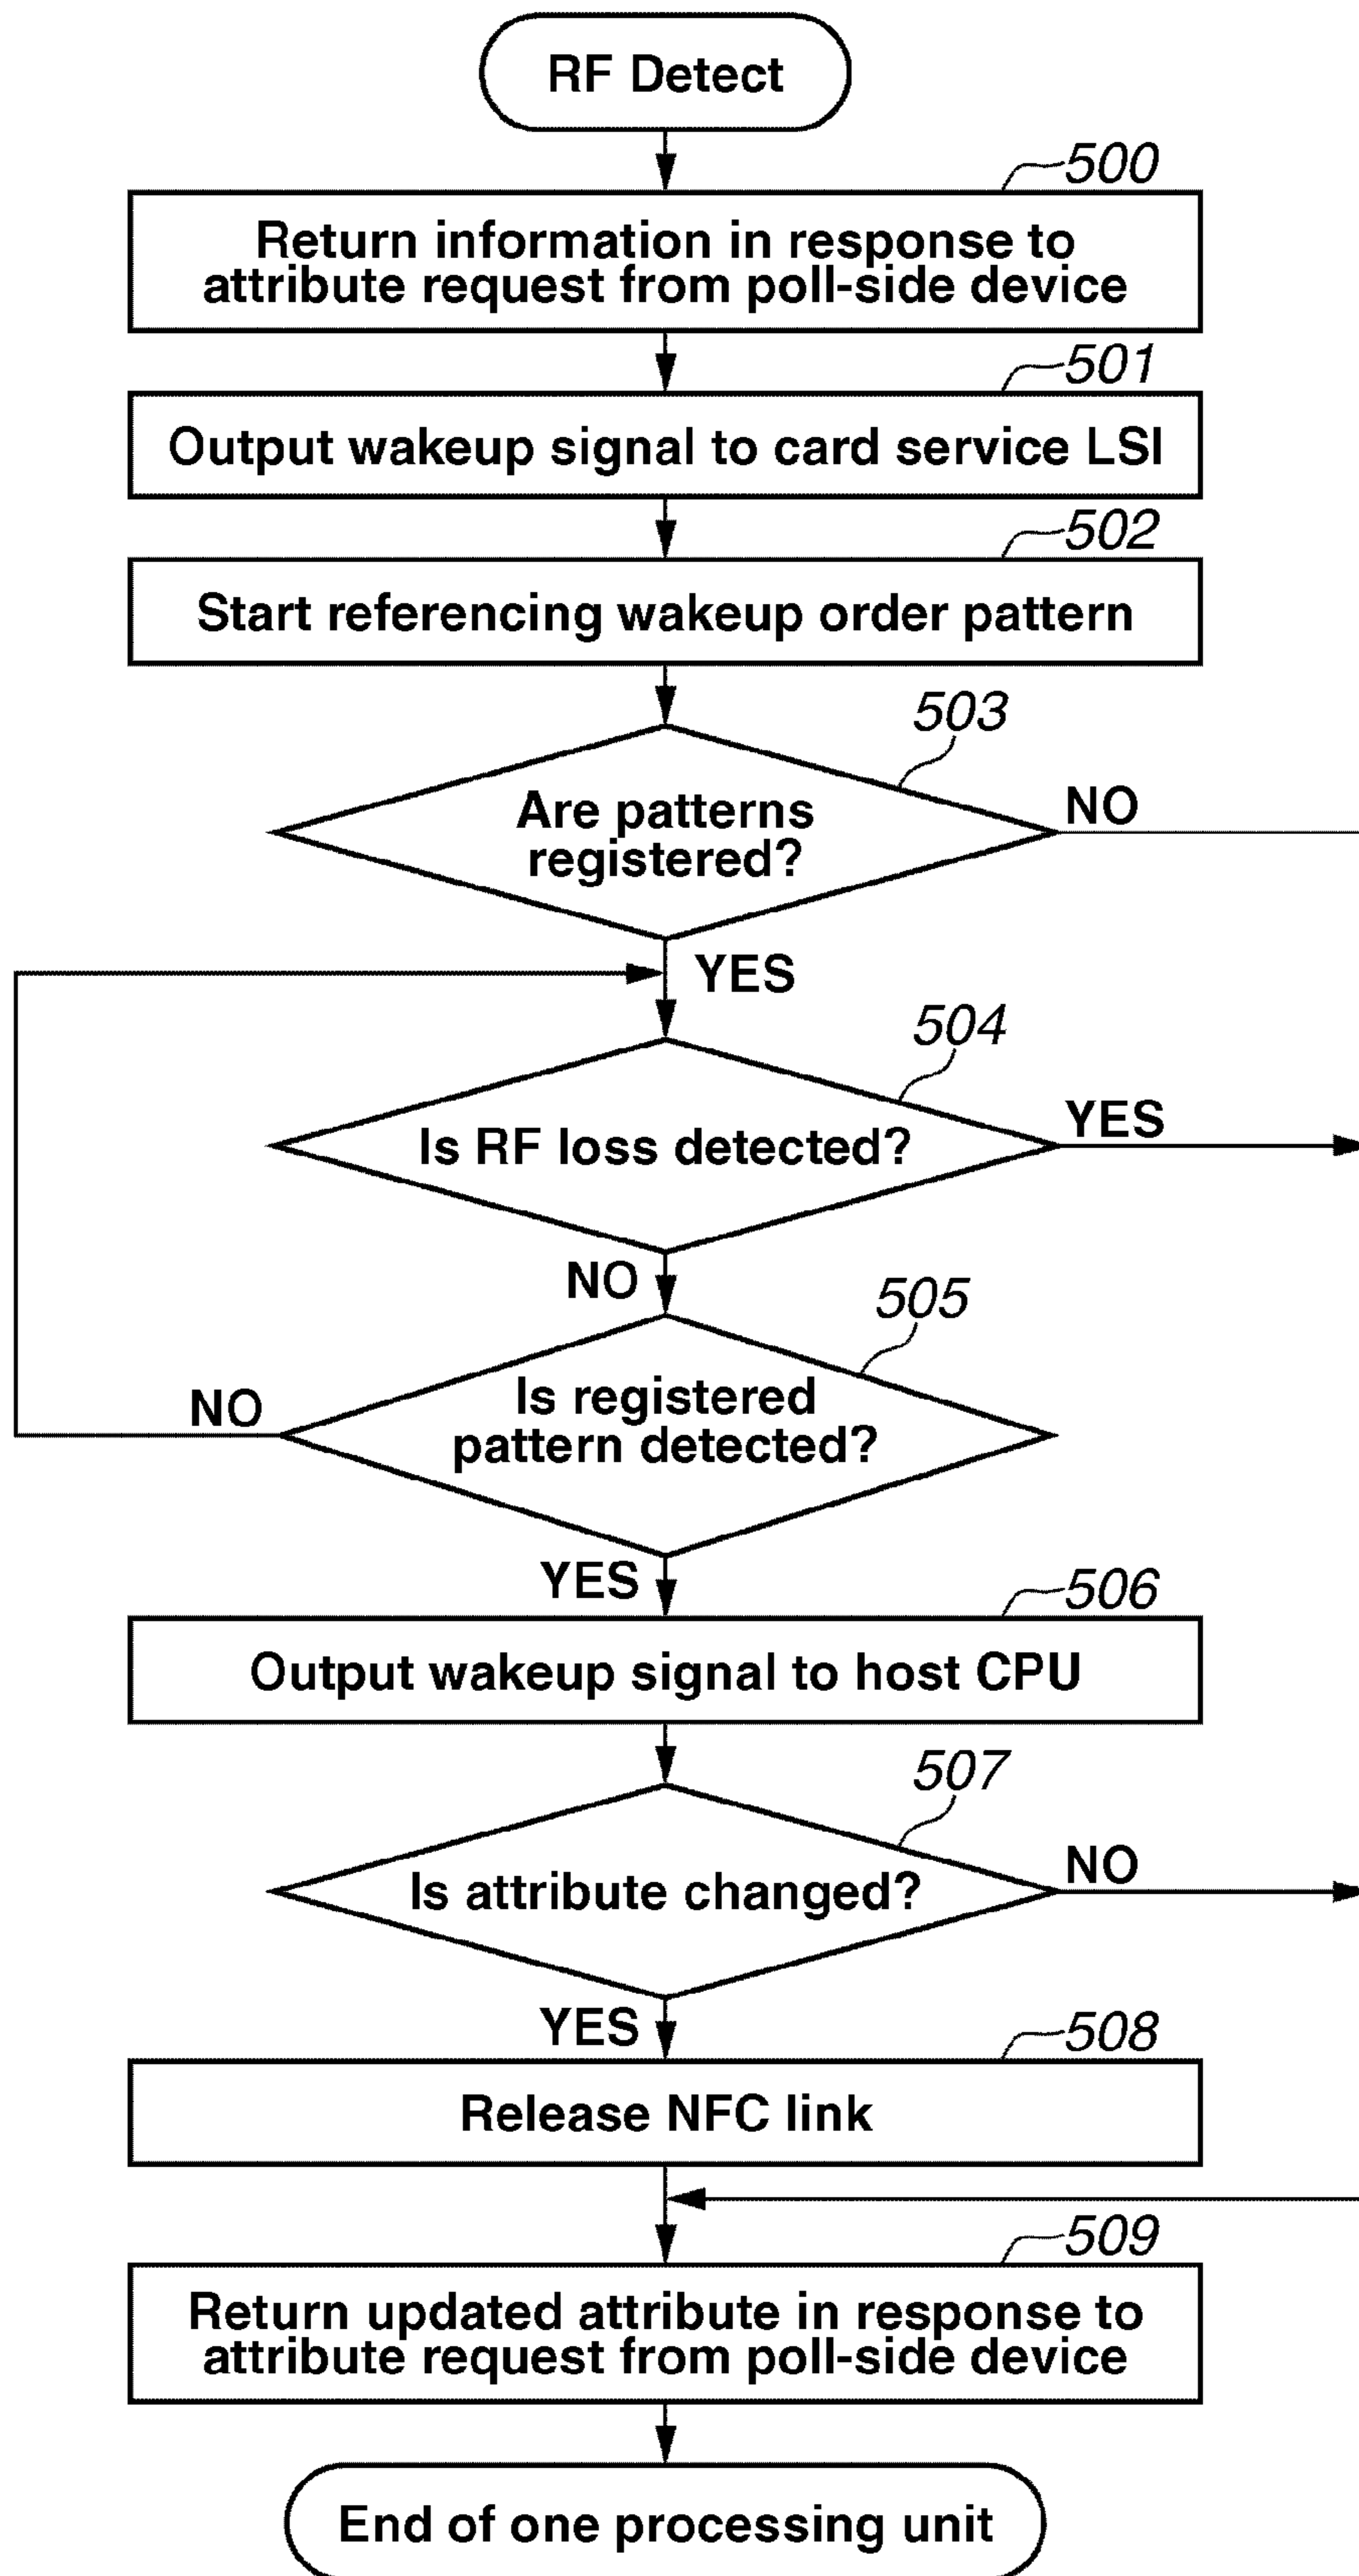 RF Detect
500
Return information in response to
attribute request from poll-side device
501
Output wakeup signal to card service LSI
502
Start referencing wakeup order pattern
503
Are patterns
registered?
NO
YES
504
Is RF loss detected?
YES
NO
505
Is registered
pattern detected?
NO
YES
506
Output wakeup signal to host CPU
507
Is attribute changed?
NO
YES
508
Release NFC link
509
Return updated attribute in response to
attribute request from poll-side device
End of one processing unit